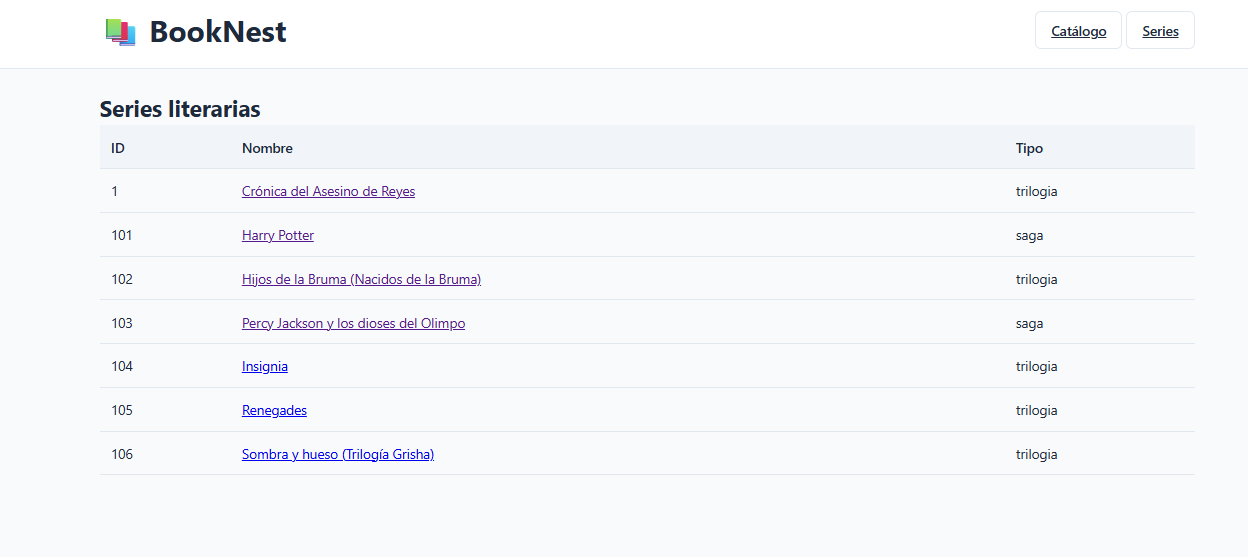 BookNest
Catálogo Series
Series literarias
ID Nombre Tipo
1 Crónica del Asesino de Reyes trilogia
101 Harry Potter saga
102 Hijos de la Bruma (Nacidos de la Bruma) trilogia
103 Percy Jackson y los dioses del Olimpo saga
104 Insignia trilogia
105 Renegades trilogia
106 Sombra y hueso (Trilogía Grisha) trilogia